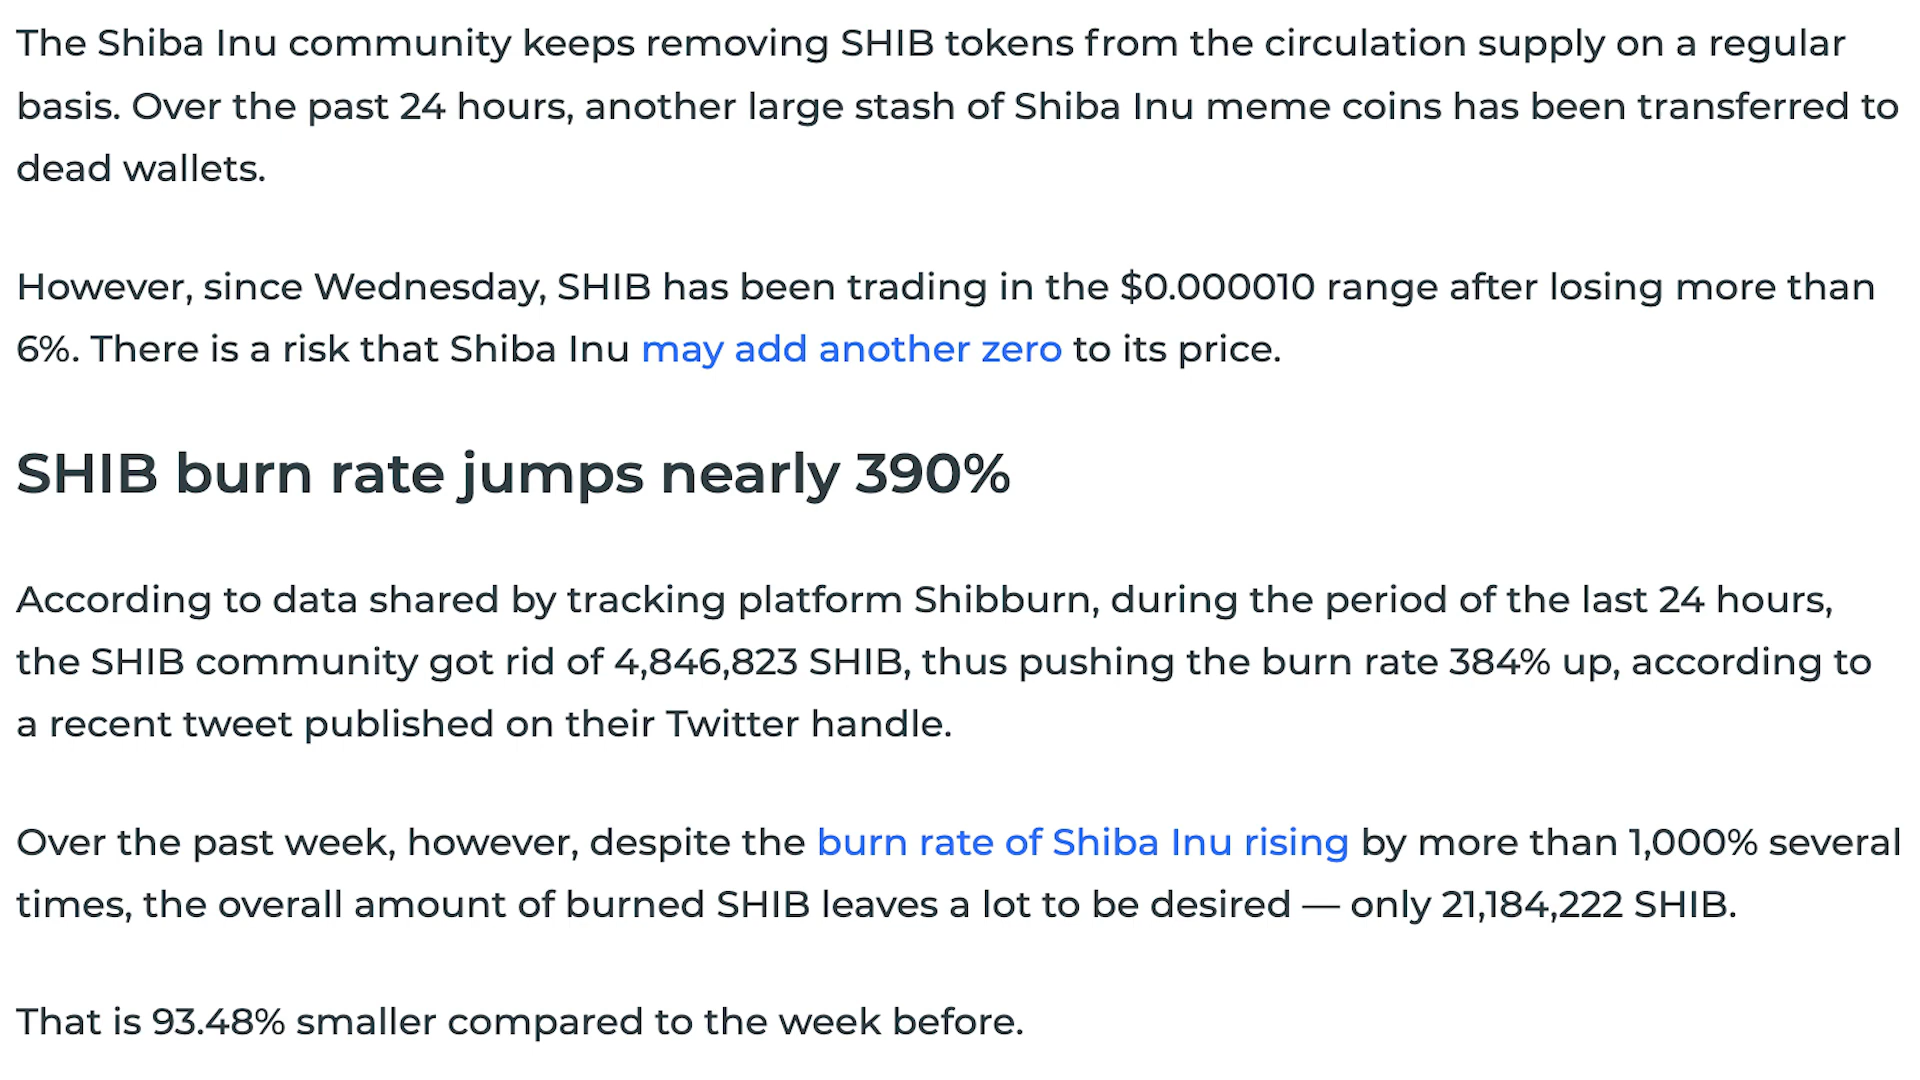 The Shiba Inu community keeps removing SHIB tokens from the circulation supply on a regular
basis. Over the past 24 hours, another large stash of Shiba Inu meme coins has been transferred to
dead wallets.
However, since Wednesday, SHIB has been trading in the $0.000010 range after losing more than
6%. There is a risk that Shiba Inu may add another zero to its price.
SHIB burn rate jumps nearly 390%
According to data shared by tracking platform Shibburn, during the period of the last 24 hours,
the SHIB community got rid of 4,846,823 SHIB, thus pushing the burn rate 384% up, according to
a recent tweet published on their Twitter handle.
Over the past week, however, despite the burn rate of Shiba Inu rising by more than 1,000% several
times, the overall amount of burned SHIB leaves a lot to be desired — only 21,184,222 SHIB.
That is 93.48% smaller compared to the week before.